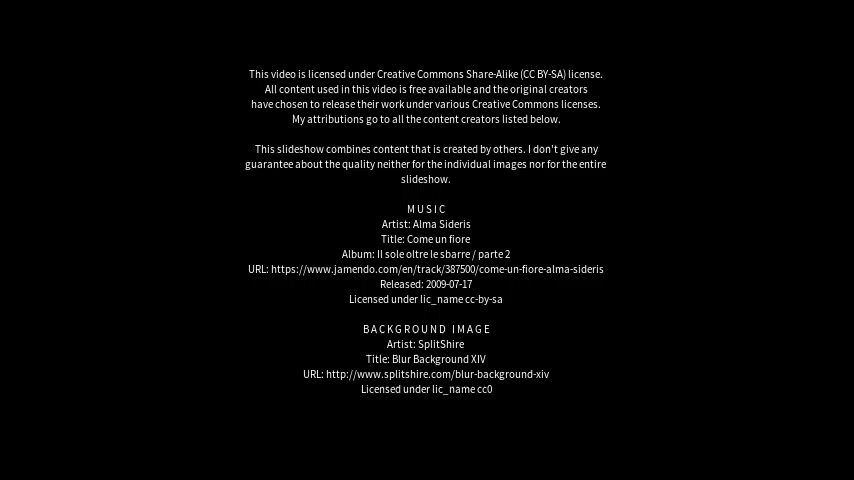 This video is licensed under Creative Commons Share-Alike (CC BY-SA) license.
All content used in this video is free available and the original creators
have chosen to release their work under various Creative Commons licenses.
My attributions go to all the content creators listed below.
This slideshow combines content that is created by others. I don't give any
guarantee about the quality neither for the individual images nor for the entire
slideshow.
MUSIC
Artist: Alma Sideris
Title: Come un fiore
Album: Il sole oltre le sbarre / parte 2
URL: https://www.jamendo.com/en/track/387500/come-un-fiore-alma-sideris
Released: 2009-07-17
Licensed under lic_name cc-by-sa
BACKGROUND IMAGE
Artist: SplitShire
Title: Blur Background XIV
URL: http://www.splitshire.com/blur-background-xiv
Licensed under lic_name cc0